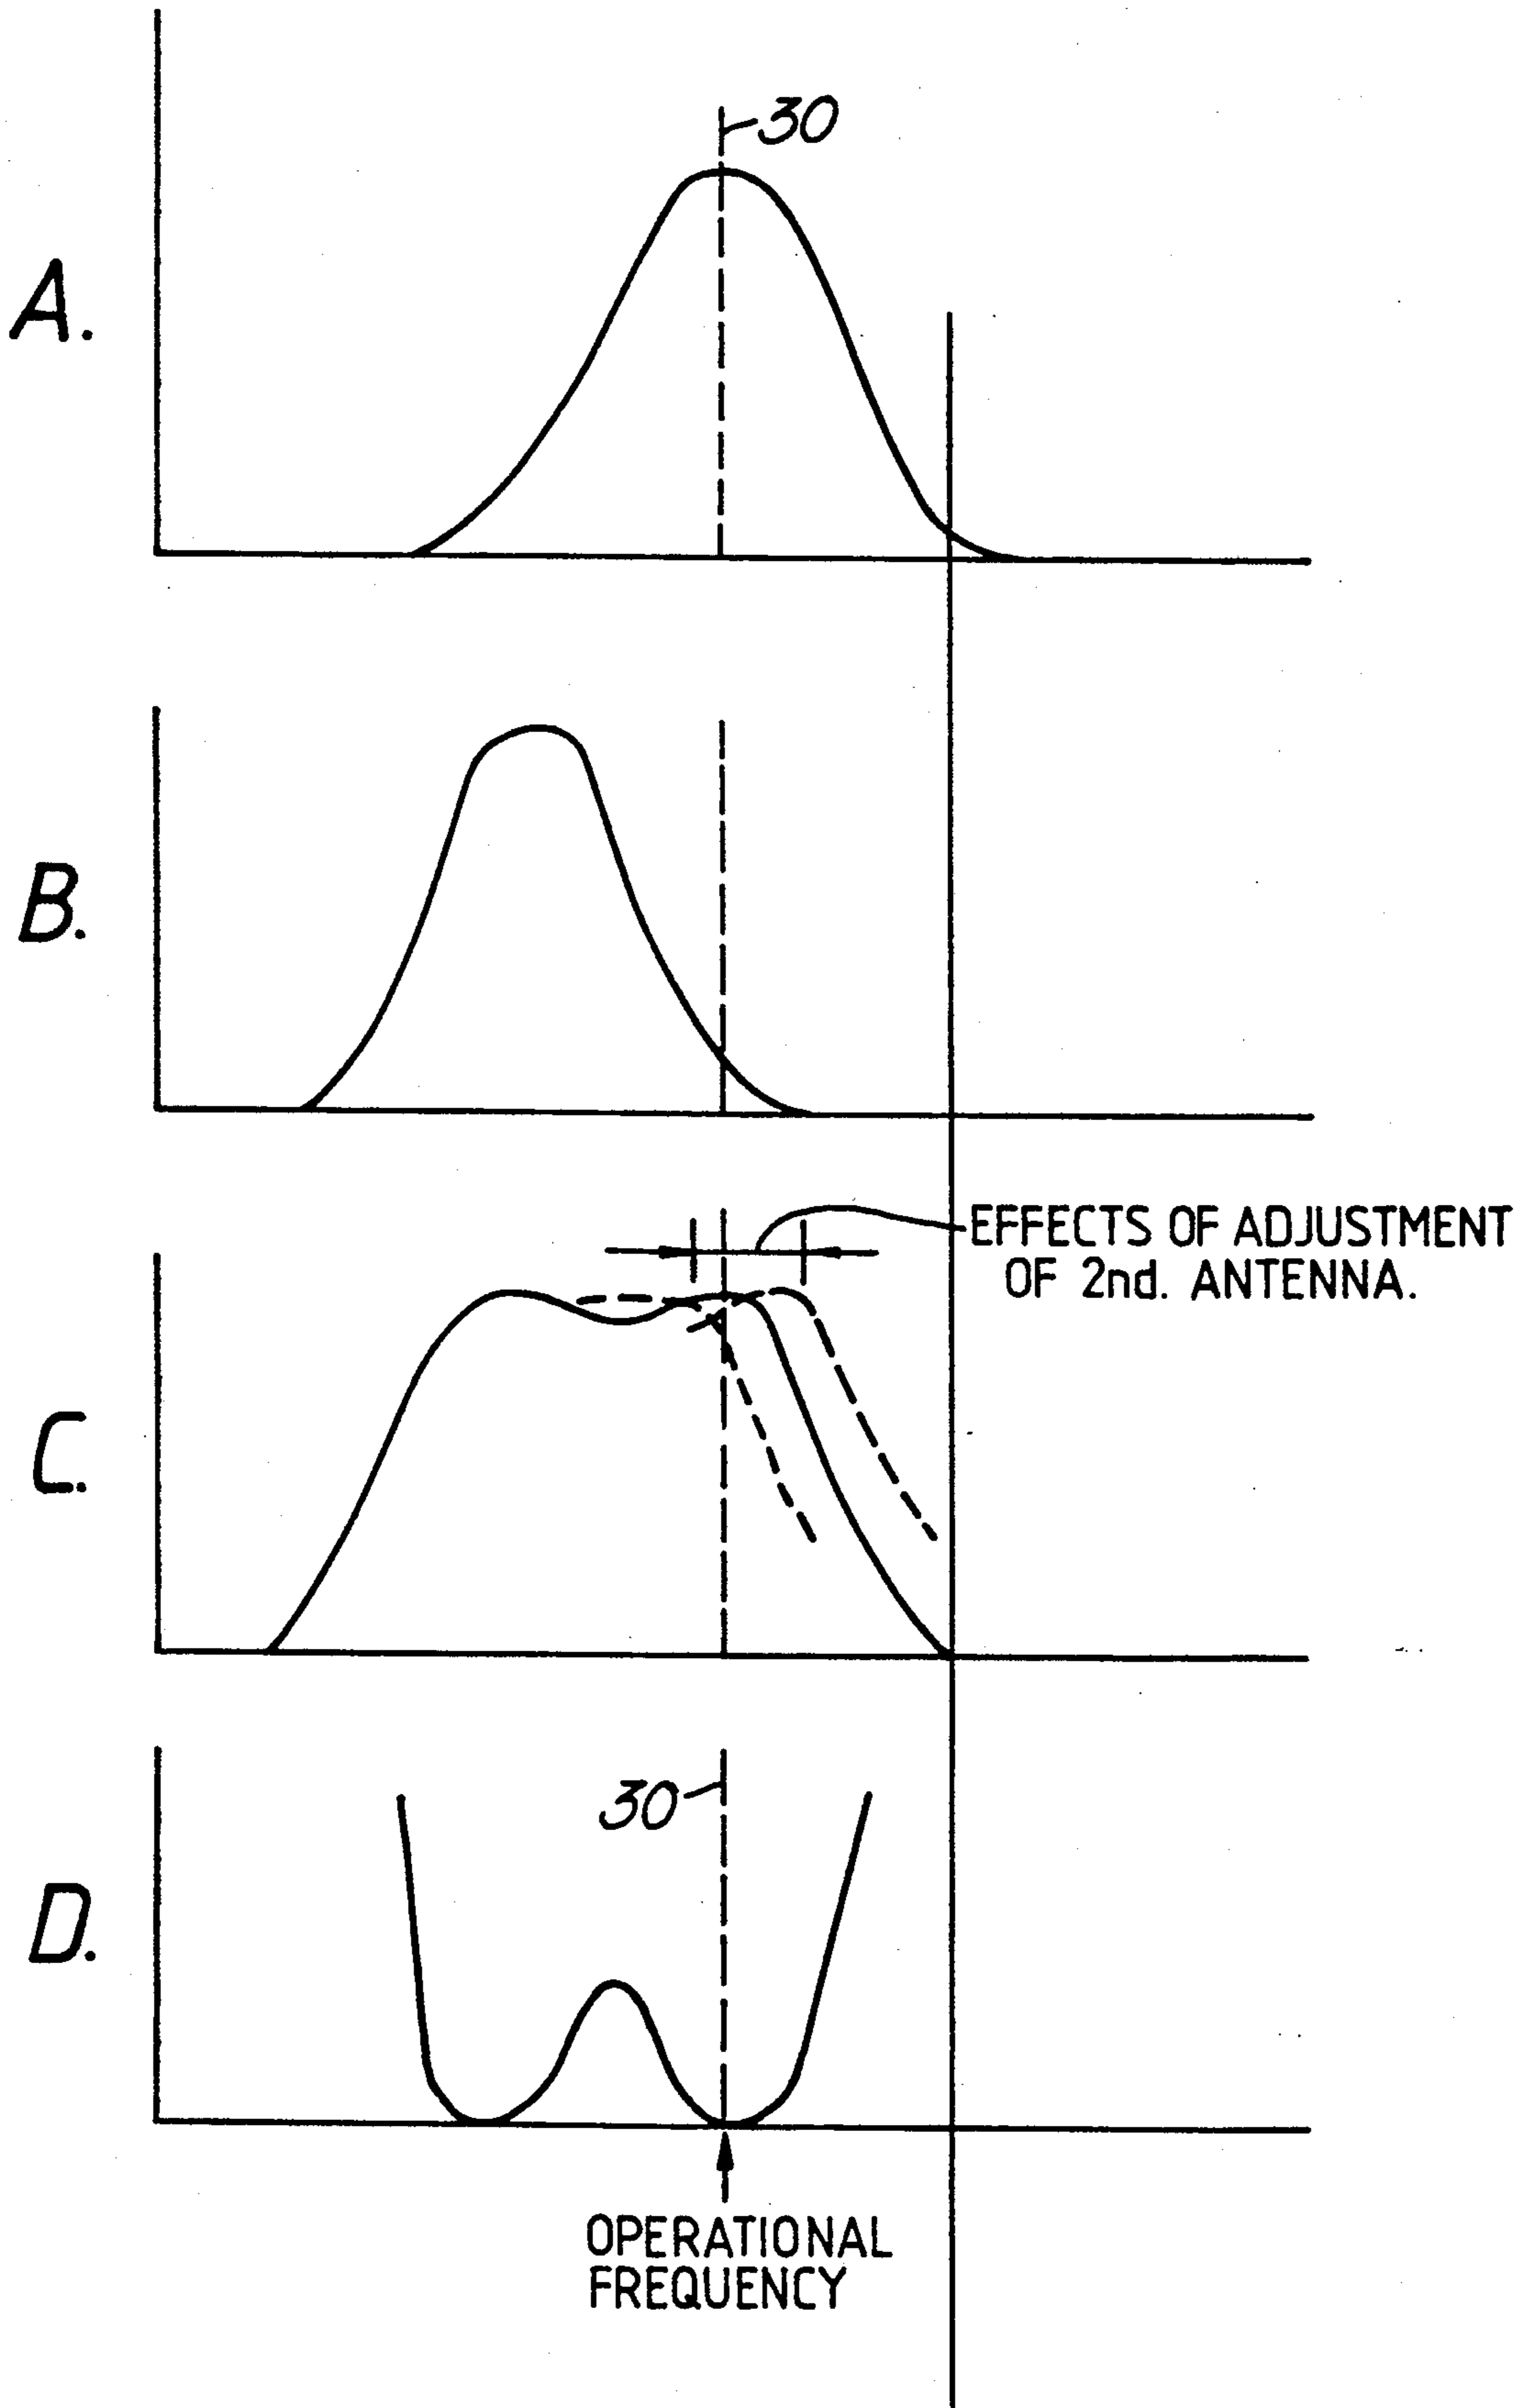 30
A.
B.
EFFECTS OF ADJUSTMENT
OF 2nd. ANTENNA.
C.
30
D.
OPERATIONAL
FREQUENCY